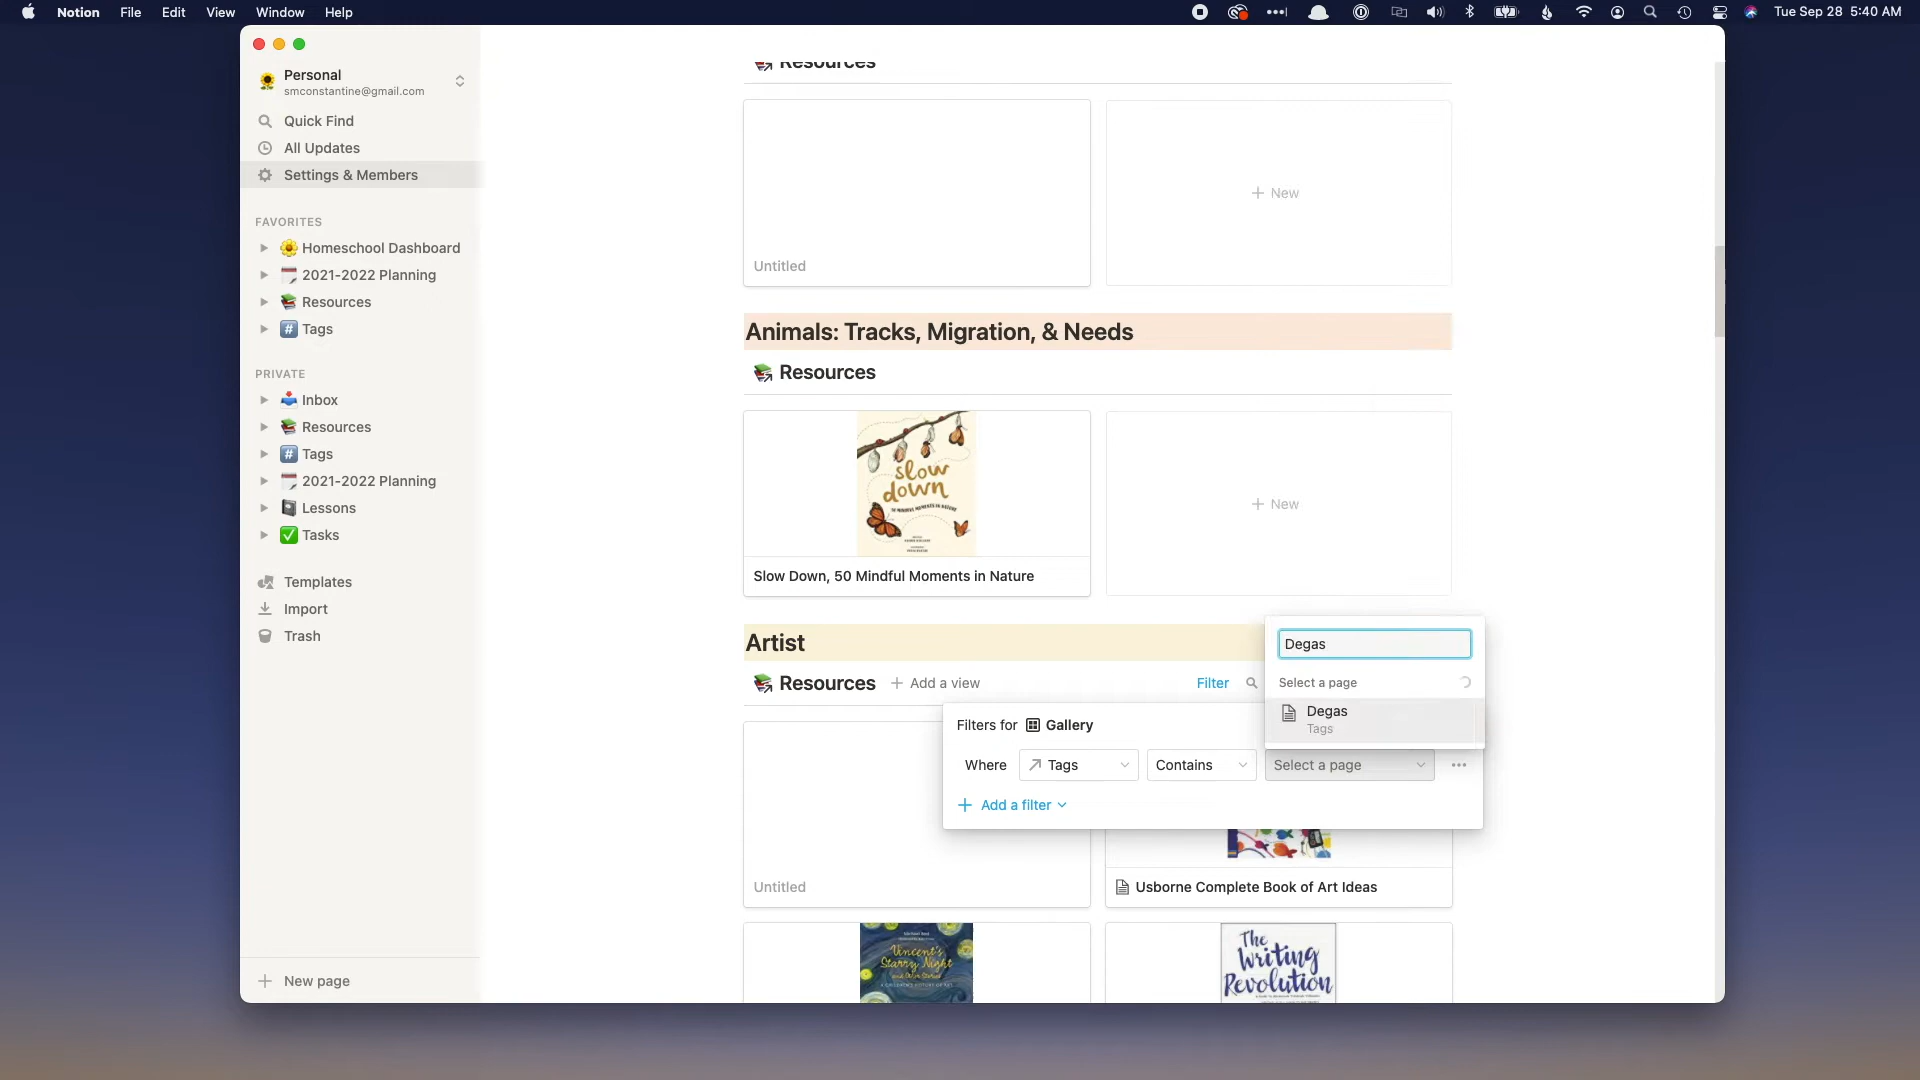 Notion File Edit View Window Help
Tue Sep 28 5:40 AM
Personal
smconstantine@gmail.com
Quick Find
All Updates
Settings & Members
FAVORITES
Homeschool Dashboard
2021-2022 Planning
Resources
# Tags
PRIVATE
Inbox
Resources
# Tags
2021-2022 Planning
Lessons
Tasks
Templates
Import
Trash
New page
Resources
Untitled
+ New
Animals: Tracks, Migration, & Needs
Resources
slow
down
Slow Down, 50 Mindful Moments in Nature
+ New
Artist
Resources + Add a view
Filter
Degas
Select a page
Degas
Tags
Filters for Gallery
Where Tags Contains Select a page
+ Add a filter
Untitled
Usborne Complete Book of Art Ideas
Vincent's
Starry Night
The
Writing
Revolution